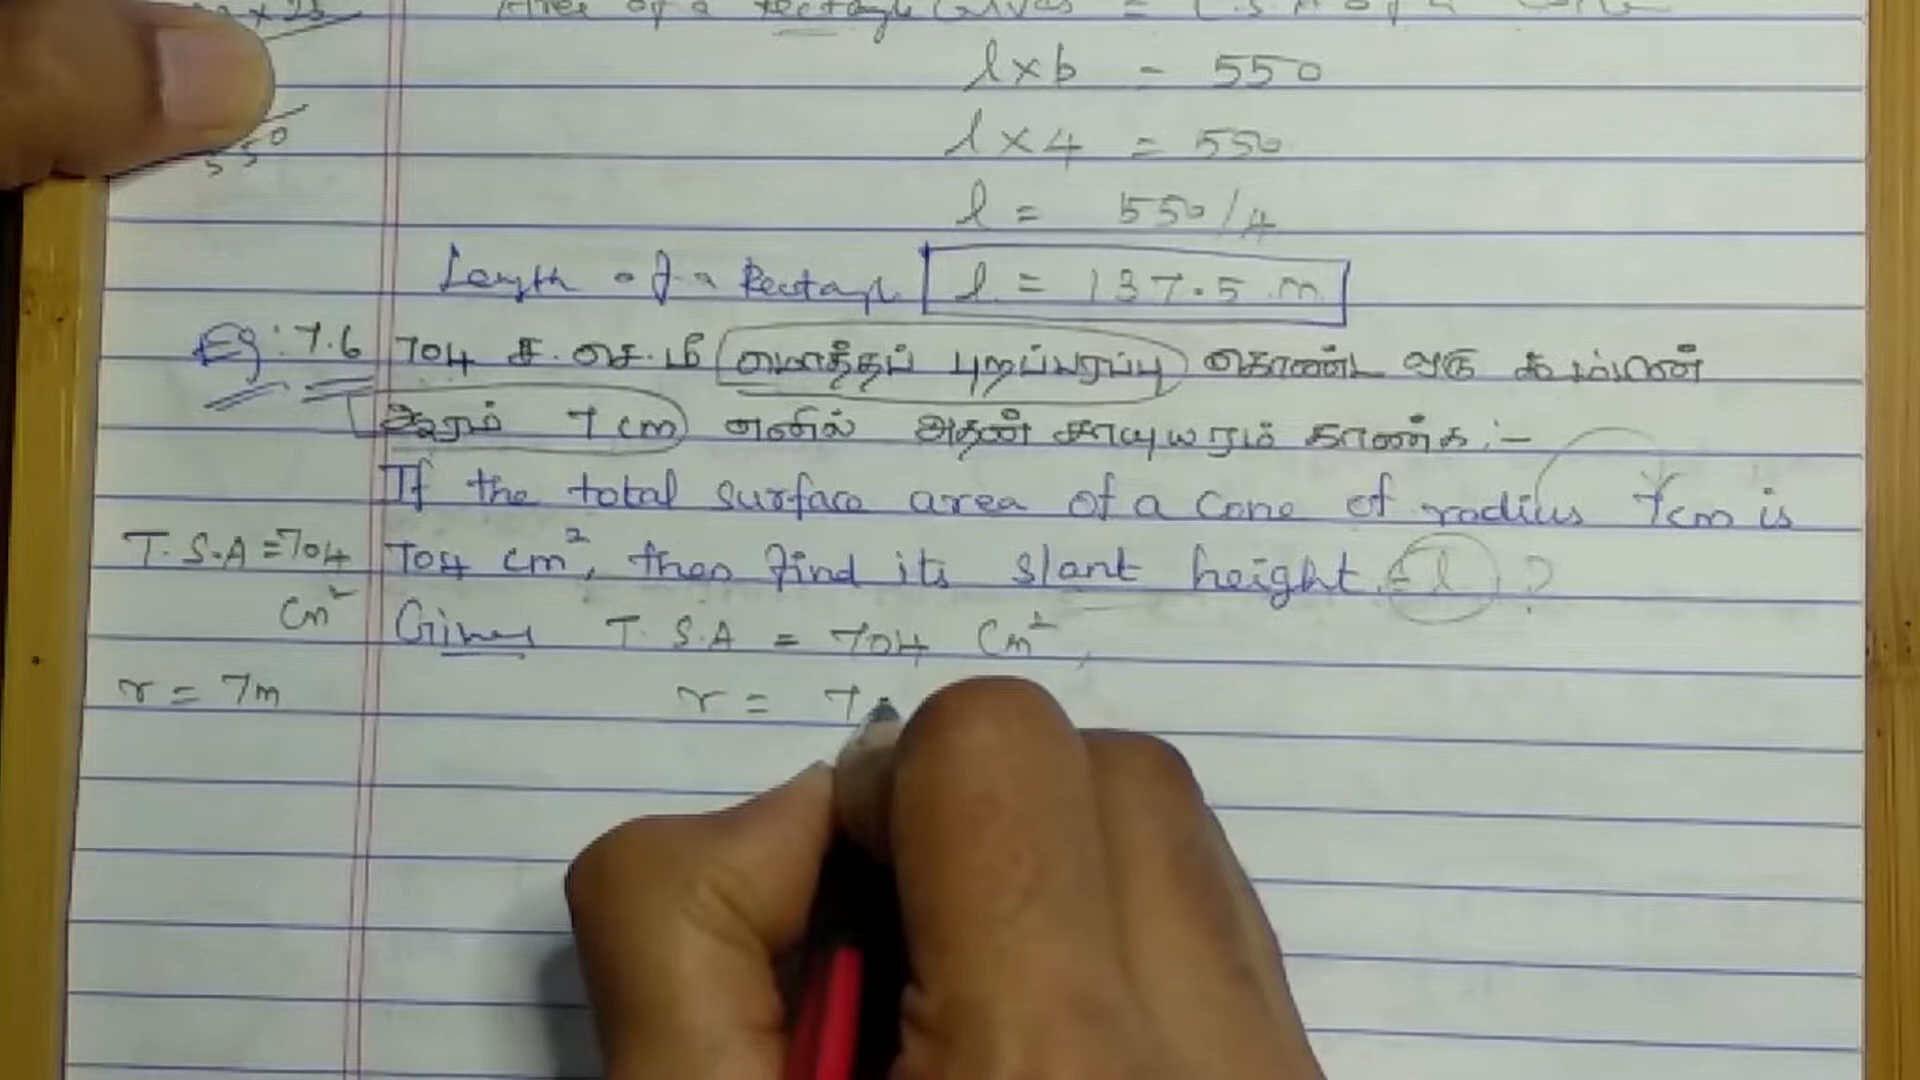 l × b = 550
l × 4 = 550
550
l = 550/4
Length of a l = 137.5 m
Eg: 7.6 704 ச.செ.மீ மொத்தப் புறப்பரப்பு கொண்ட ஒரு கூம்பின்
ஆரம் 7 cm எனில் அதன் சாயுயரம் காண்க :-
If the total surface area of a cone of radius 7cm is
704 cm², then find its slant height = l ?
T.S.A = 704
cm²
Given T.S.A = 704 cm²,
r = 7m
r = 7